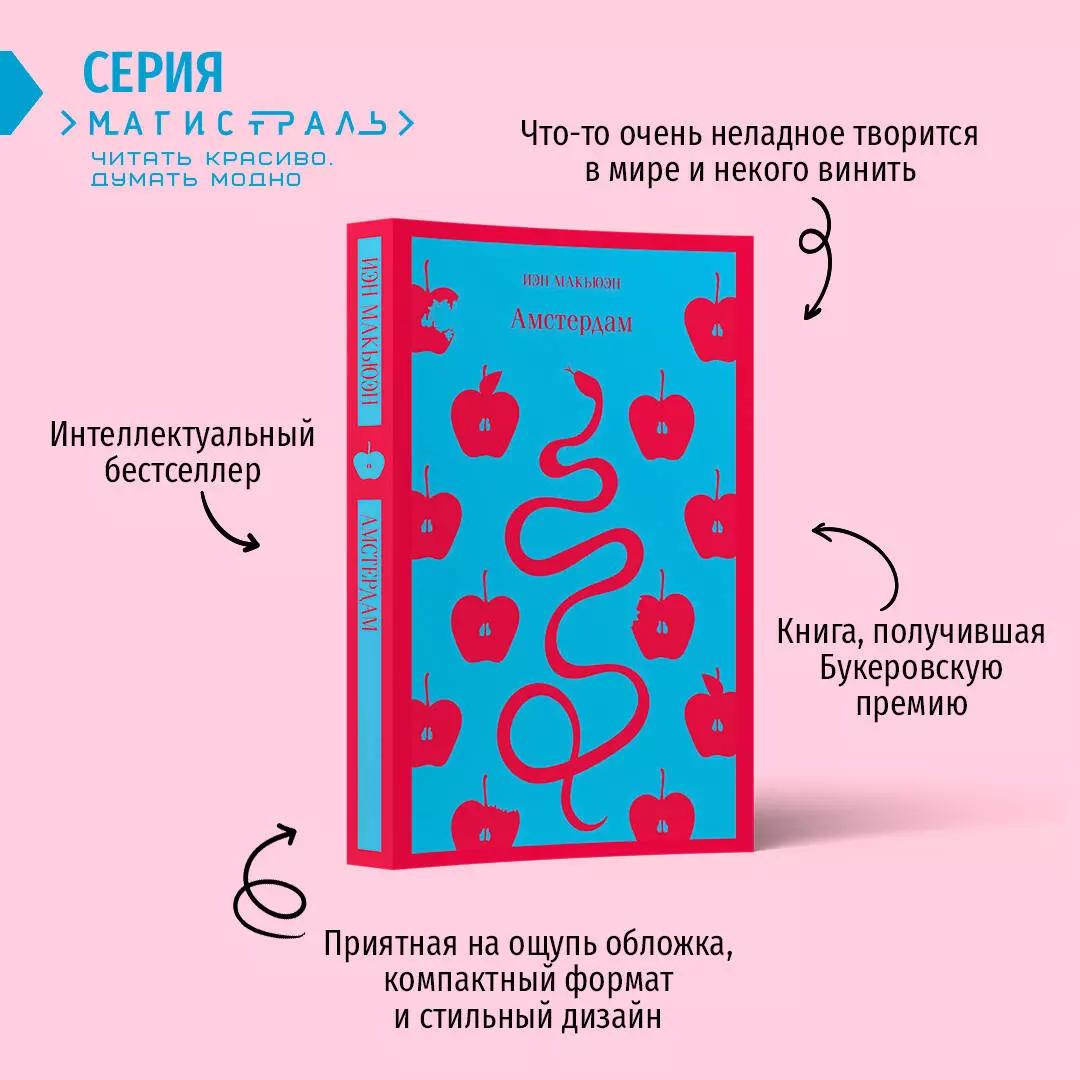 СЕРИЯ
>МАГИСТРАЛЬ>
ЧИТАТЬ КРАСИВО.
ДУМАТЬ МОДНО
Что-то очень неладное творится
в мире и некого винить
ИЭН МАКЬЮЭН
Амстердам
ИЭН МАКЬЮЭН
АМСТЕРДАМ
Интеллектуальный
бестселлер
Книга, получившая
Букеровскую
премию
Приятная на ощупь обложка,
компактный формат
и стильный дизайн